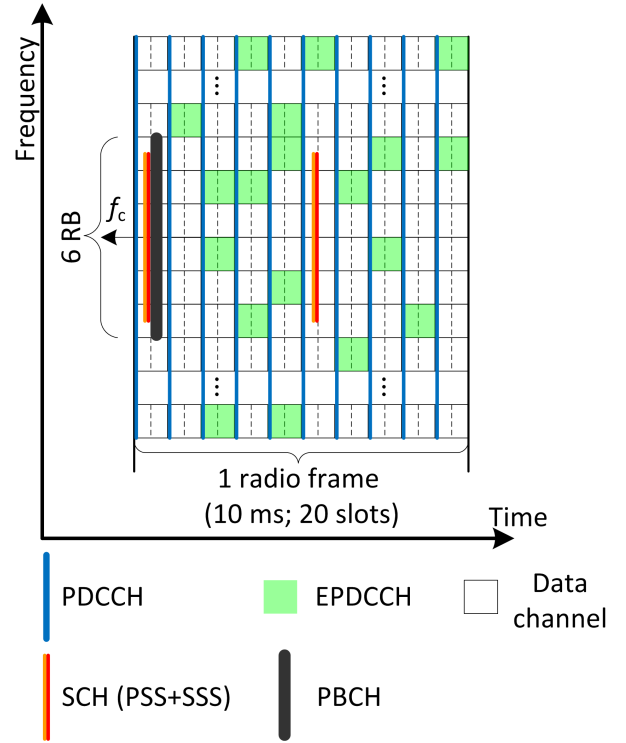 Frequency
6 RB
fc
1 radio frame
(10 ms; 20 slots)
Time
PDCCH
EPDCCH
Data
channel
SCH (PSS+SSS)
PBCH